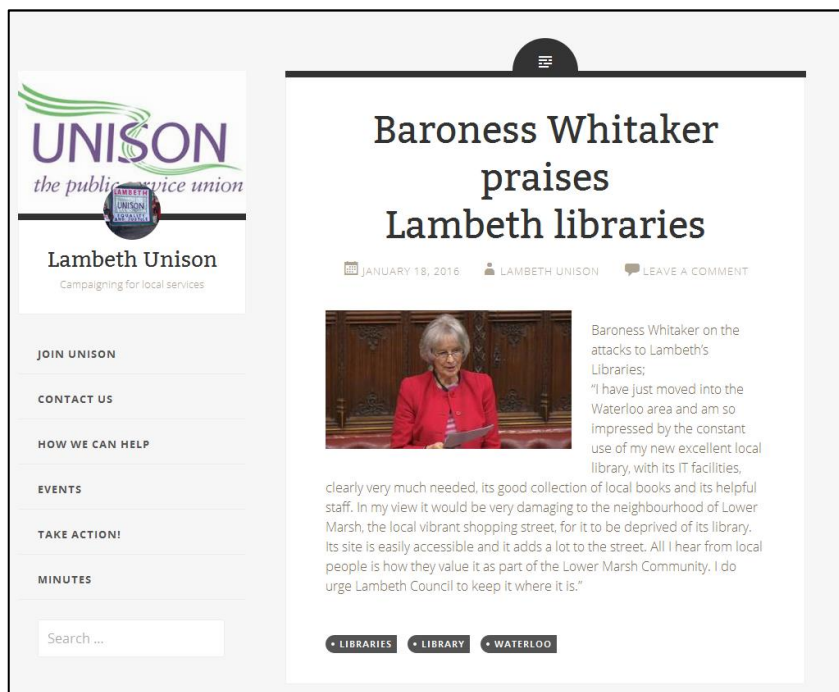 UNISON
the public service union
LAMBETH
UNISON
EQUALITY
AND JUSTICE
Lambeth Unison
Campaigning for local services
JOIN UNISON
CONTACT US
HOW WE CAN HELP
EVENTS
TAKE ACTION!
MINUTES
Search ...
Baroness Whitaker
praises
Lambeth libraries
JANUARY 18, 2016 LAMBETH UNISON LEAVE A COMMENT
Baroness Whitaker on the
attacks to Lambeth's
Libraries;
"I have just moved into the
Waterloo area and am so
impressed by the constant
use of my new excellent local
library, with its IT facilities,
clearly very much needed, its good collection of local books and its helpful
staff. In my view it would be very damaging to the neighbourhood of Lower
Marsh, the local vibrant shopping street, for it to be deprived of its library.
Its site is easily accessible and it adds a lot to the street. All I hear from local
people is how they value it as part of the Lower Marsh Community. I do
urge Lambeth Council to keep it where it is."
• LIBRARIES • LIBRARY • WATERLOO